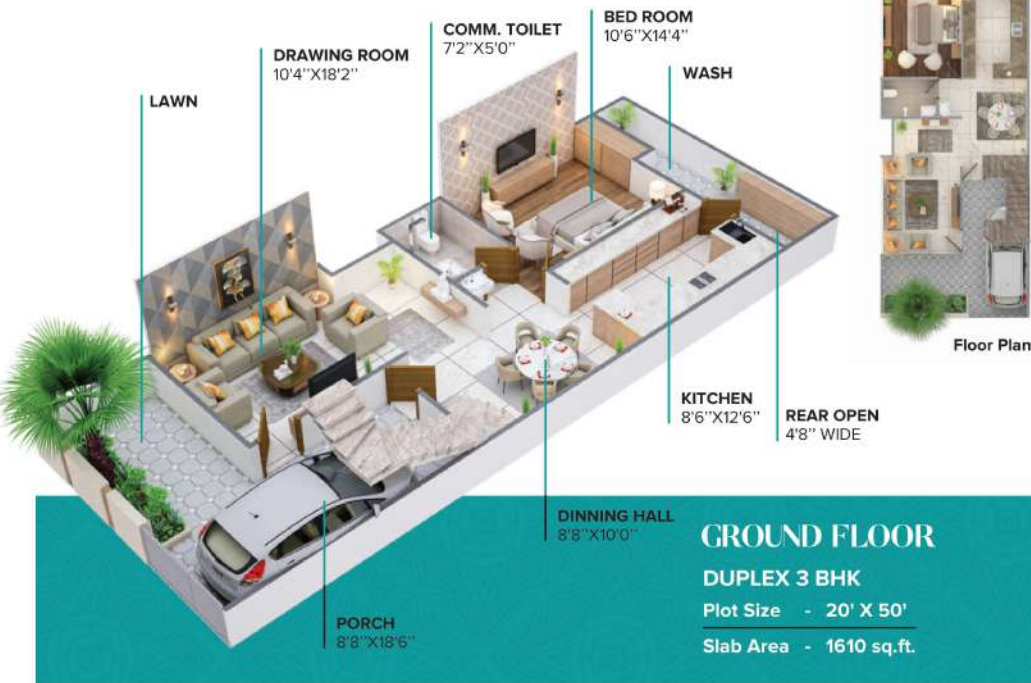 LAWN
DRAWING ROOM
10'4''X18'2''
COMM. TOILET
7'2''X5'0''
BED ROOM
10'6''X14'4''
WASH
Floor Plan
KITCHEN
8'6''X12'6''
REAR OPEN
4'8'' WIDE
DINNING HALL
8'8''X10'0''
PORCH
8'8''X18'6''
GROUND FLOOR
DUPLEX 3 BHK
Plot Size - 20' X 50'
Slab Area - 1610 sq.ft.